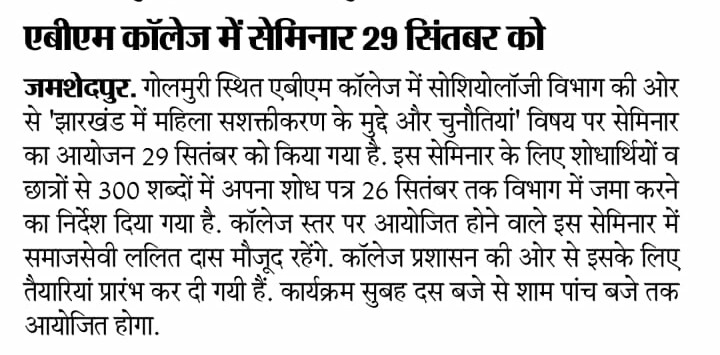 एबीएम कॉलेज में सेमिनार 29 सिंतबर को
जमशेदपुर. गोलमुरी स्थित एबीएम कॉलेज में सोशियोलॉजी विभाग की ओर
से 'झारखंड में महिला सशक्तीकरण के मुद्दे और चुनौतियां' विषय पर सेमिनार
का आयोजन 29 सितंबर को किया गया है. इस सेमिनार के लिए शोधार्थियों व
छात्रों से 300 शब्दों में अपना शोध पत्र 26 सितंबर तक विभाग में जमा करने
का निर्देश दिया गया है. कॉलेज स्तर पर आयोजित होने वाले इस सेमिनार में
समाजसेवी ललित दास मौजूद रहेंगे. कॉलेज प्रशासन की ओर से इसके लिए
तैयारियां प्रारंभ कर दी गयी हैं. कार्यक्रम सुबह दस बजे से शाम पांच बजे तक
आयोजित होगा.